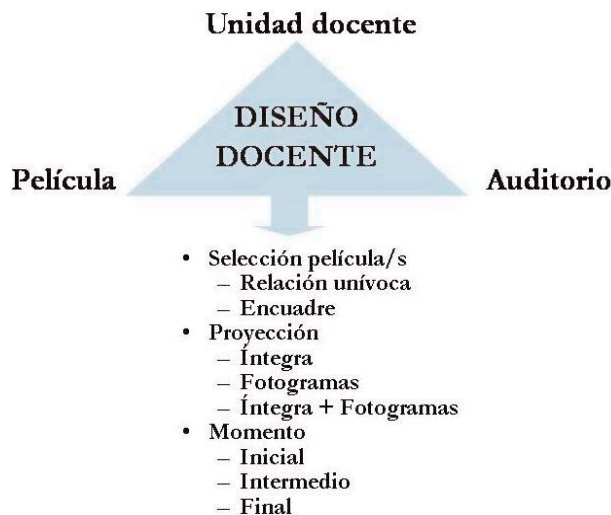 Unidad docente
DISEÑO
DOCENTE
Película
Auditorio
• Selección película/s
– Relación unívoca
– Encuadre
• Proyección
– Íntegra
– Fotogramas
– Íntegra + Fotogramas
• Momento
– Inicial
– Intermedio
– Final